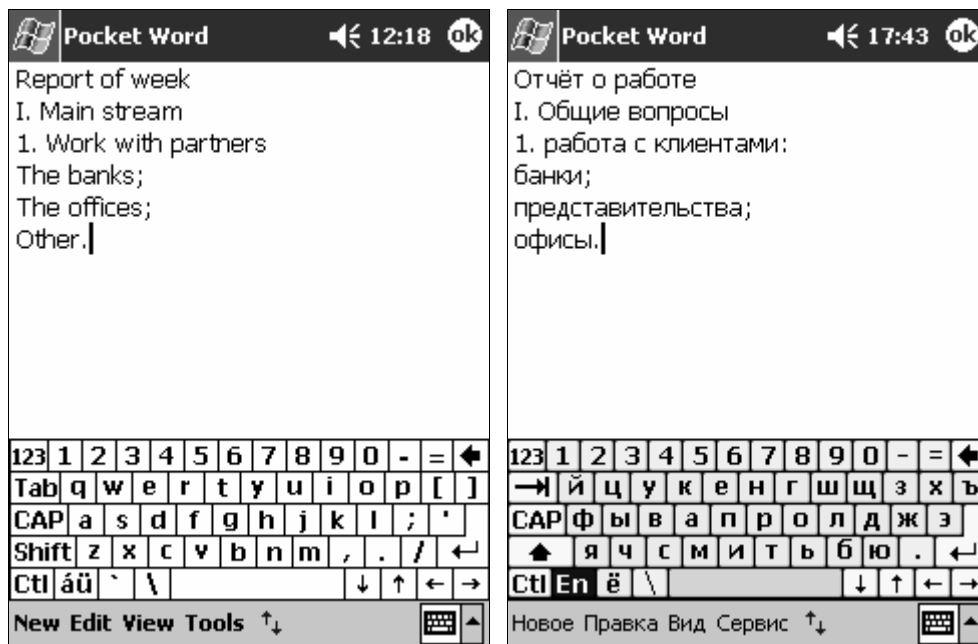 Pocket Word 12:18 ok
Report of week
I. Main stream
1. Work with partners
The banks;
The offices;
Other.
123 1 2 3 4 5 6 7 8 9 0 - =
Tab q w e r t y u i o p [ ]
CAP a s d f g h j k l ; '
Shift z x c v b n m , . /
Ctl áü ` \ ↓ ↑ ← →
New Edit View Tools
Pocket Word 17:43 ok
Отчёт о работе
I. Общие вопросы
1. работа с клиентами:
банки;
представительства;
офисы.
123 1 2 3 4 5 6 7 8 9 0 - =
й ц у к е н г ш щ з х ъ
CAP ф ы в а п р о л д ж э
я ч с м и т ь б ю .
Ctl En ё \ ↓ ↑ ← →
Новое Правка Вид Сервис